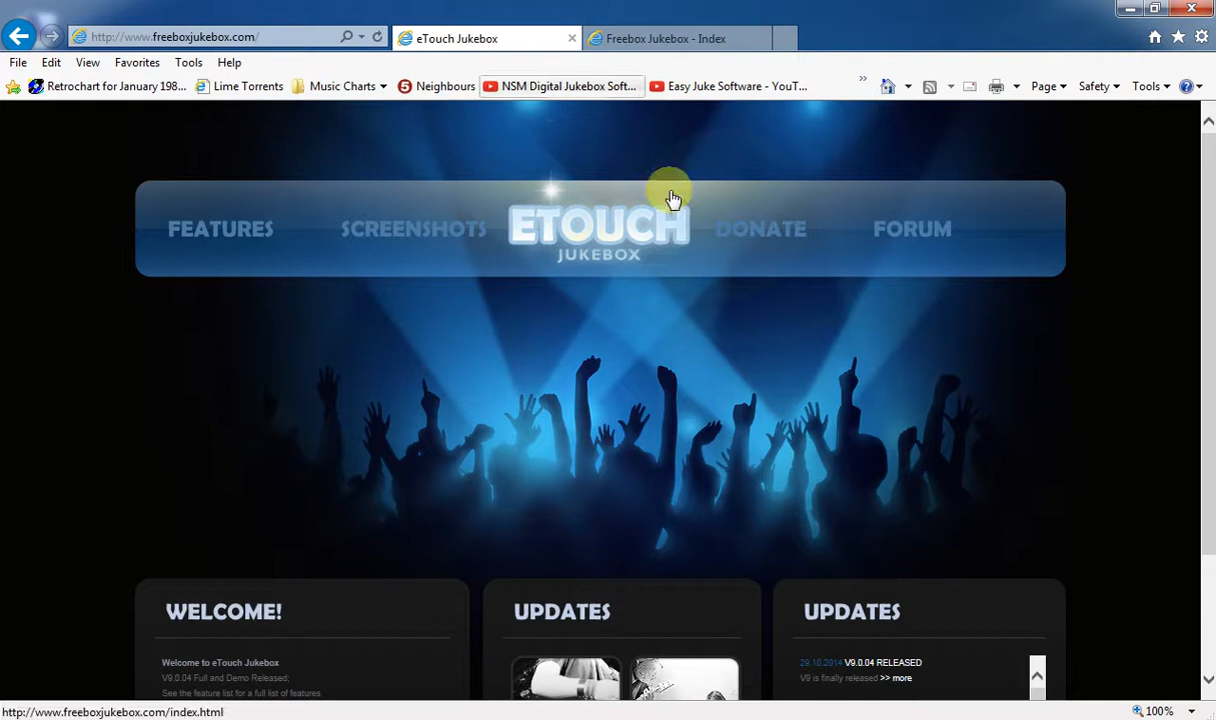 http://www.freeboxjukebox.com/
eTouch Jukebox
Freebox Jukebox - Index
File Edit View Favorites Tools Help
Retrochart for January 198... Lime Torrents Music Charts Neighbours NSM Digital Jukebox Soft... Easy Juke Software - YouT... » Page Safety Tools
FEATURES SCREENSHOTS ETOUCH JUKEBOX DONATE FORUM
WELCOME!
Welcome to eTouch Jukebox
V9.0.04 Full and Demo Released;
See the feature list for a full list of features
UPDATES
UPDATES
29.10.2014 V9.0.04 RELEASED
V9 is finally released >> more
http://www.freeboxjukebox.com/index.html
100%